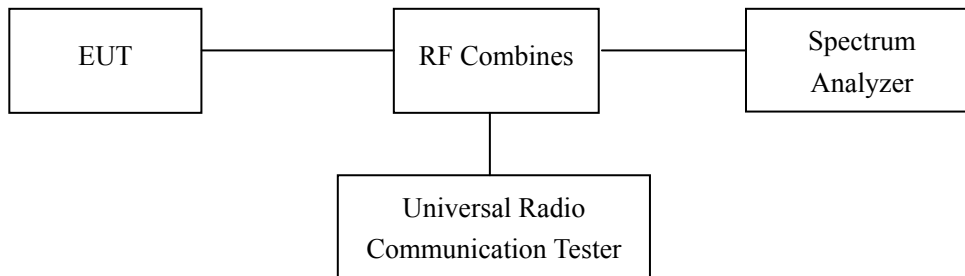 EUT
RF Combines
Spectrum
Analyzer
Universal Radio
Communication Tester